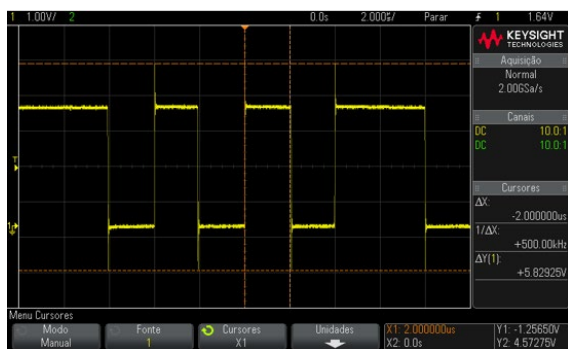 1 1.00V/ 2 0.0s 2.000$/ Parar 1 1.64V
KEYSIGHT
TECHNOLOGIES
Aquisição
Normal
2.00GSa/s
Canais
DC 10.0:1
DC 10.0:1
Cursores
ΔX:
-2.000000us
1/ΔX:
+500.00kHz
ΔY(1):
+5.82925V
T
1
Menu Cursores
Modo
Manual
Fonte
1
Cursores
X1
Unidades
X1: 2.000000us
X2: 0.0s
Y1: -1.25650V
Y2: 4.57275V